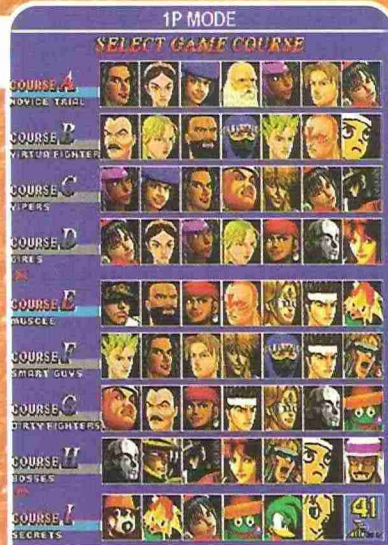 1P MODE
SELECT GAME COURSE
COURSE A
NOVICE TRIAL
COURSE B
VIRTUR FIGHTER
COURSE C
VIPERS
COURSE D
GIRLS
COURSE E
MUSCLE
COURSE F
SMART GUYS
COURSE G
DIRTY FIGHTERS
COURSE H
BOSSES
COURSE I
SECRETS
41